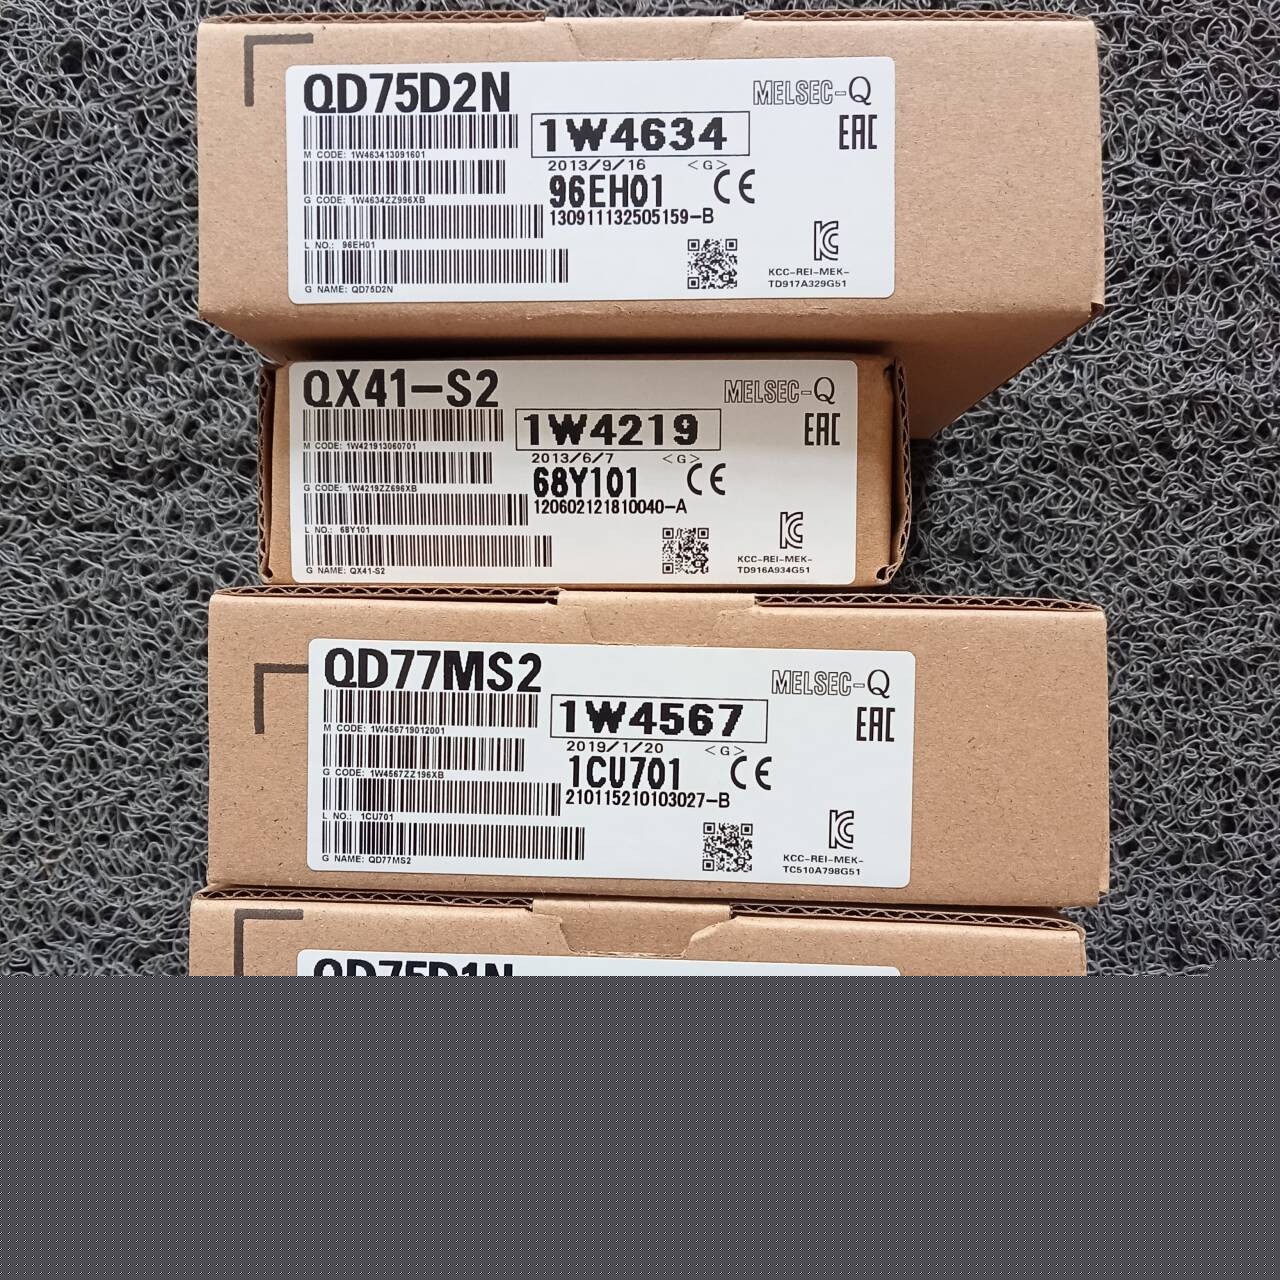 QD75D2N
MELSEC-Q
1W4634
EAC
M CODE: 1W463413091601
2013/9/16 <G>
96EH01 CE
G CODE: 1W4634ZZ996XB
130911132505159-B
L NO.: 96EH01
KCC-REI-MEK-
TD917A329G51
G NAME: QD75D2N
QX41-S2
MELSEC-Q
1W4219
EAC
M CODE: 1W421913060701
2013/6/7 <G>
68Y101 CE
G CODE: 1W4219ZZ696XB
120602121810040-A
L NO.: 68Y101
KCC-REI-MEK-
TD916A934G51
G NAME: QX41-S2
QD77MS2
MELSEC-Q
1W4567
EAC
M CODE: 1W456719012001
2019/1/20 <G>
1CU701 CE
G CODE: 1W4567ZZ196XB
210115210103027-B
L NO.: 1CU701
KCC-REI-MEK-
TC510A798G51
G NAME: QD77MS2
QD75D1N